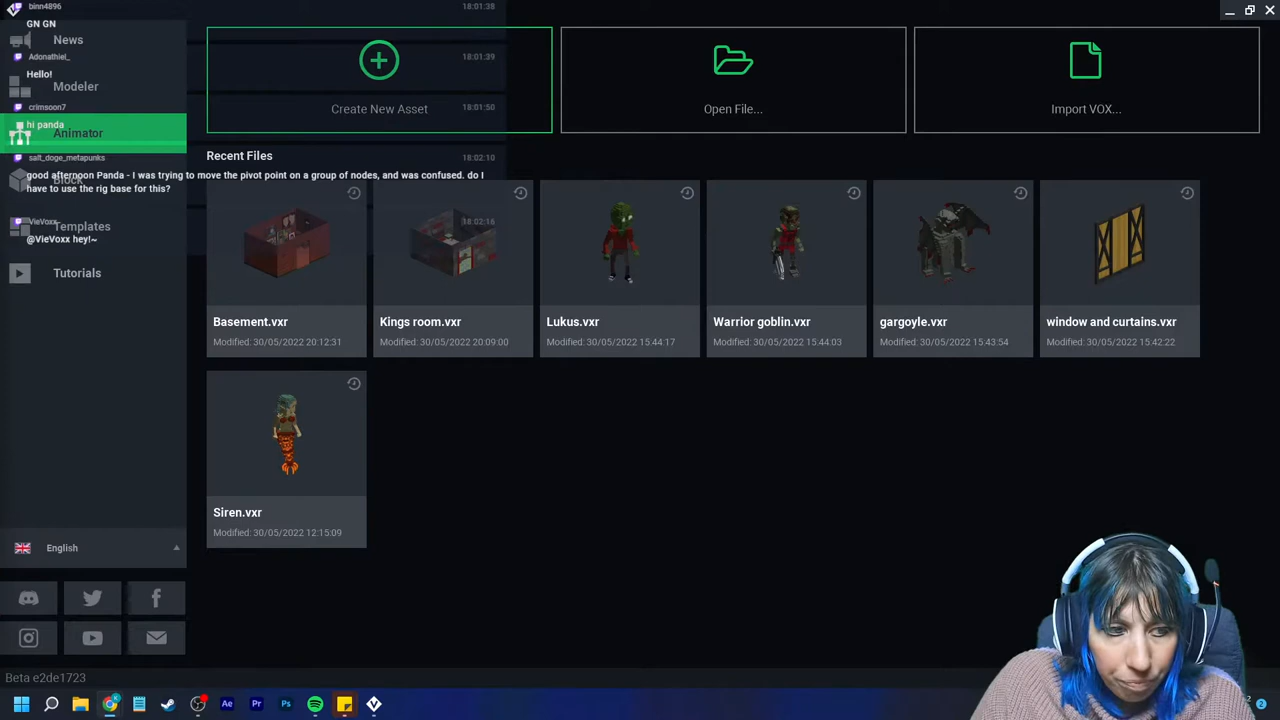 binn4896
18:01:38
GN GN
News
Adonathiel_
18:01:39
Hello!
Modeler
crimsoon7
18:01:50
hi panda
Animator
salt_doge_metapunks
18:02:10
good afternoon Panda - I was trying to move the pivot point on a group of nodes, and was confused. do I
have to use the rig base for this?
Block
VieVoxx
18:02:16
Templates
@VieVoxx hey!~
Tutorials
Create New Asset
Open File...
Import VOX...
Recent Files
Basement.vxr
Modified: 30/05/2022 20:12:31
Kings room.vxr
Modified: 30/05/2022 20:09:00
Lukus.vxr
Modified: 30/05/2022 15:44:17
Warrior goblin.vxr
Modified: 30/05/2022 15:44:03
gargoyle.vxr
Modified: 30/05/2022 15:43:54
window and curtains.vxr
Modified: 30/05/2022 15:42:22
Siren.vxr
Modified: 30/05/2022 12:15:09
English
Beta e2de1723